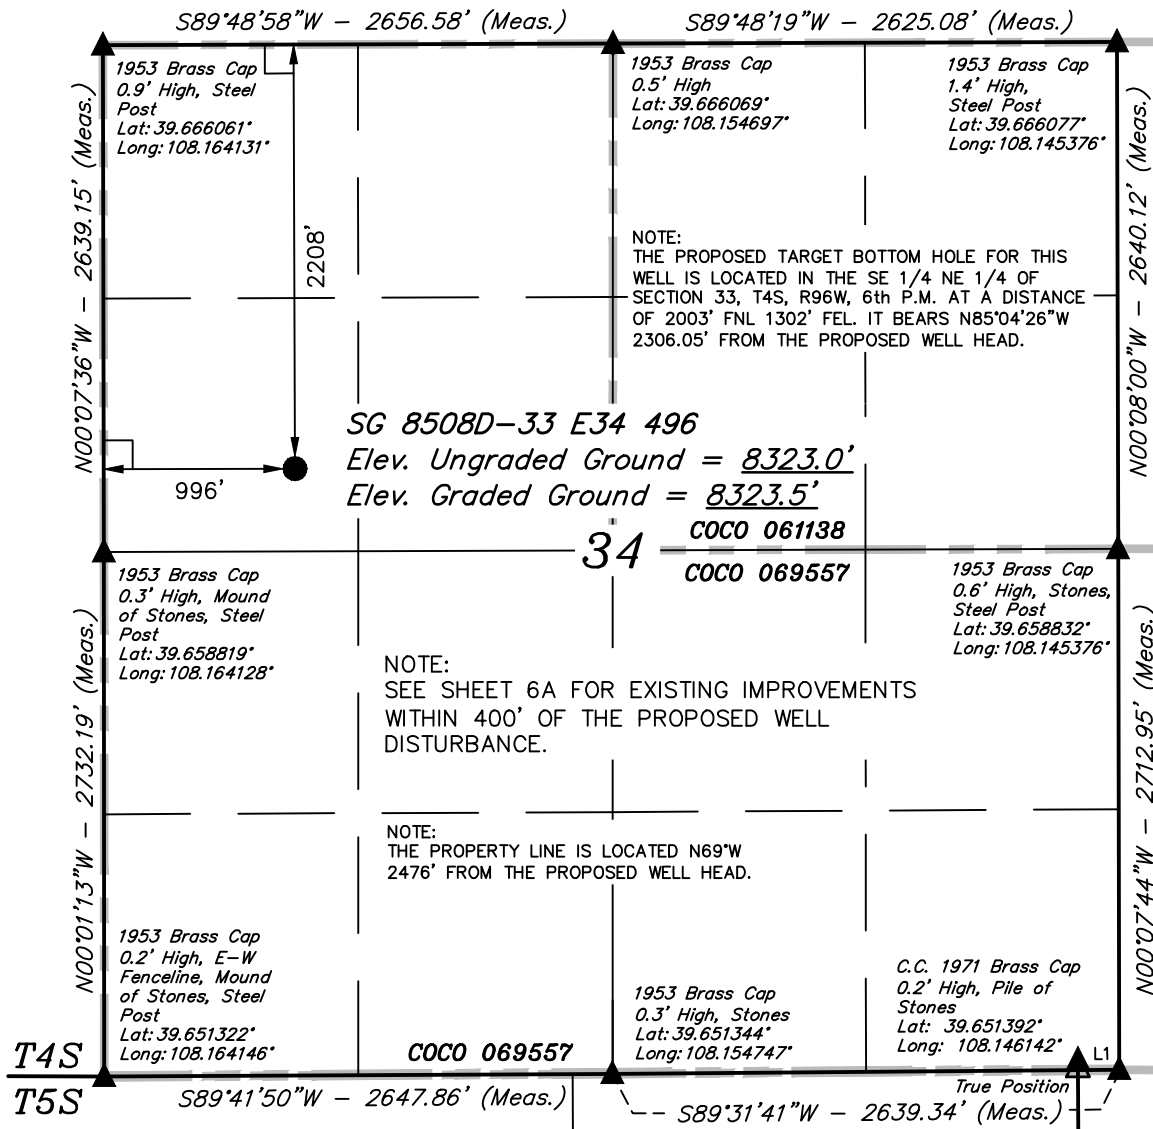 S89°48'58"W - 2656.58' (Meas.)
S89°48'19"W - 2625.08' (Meas.)
1953 Brass Cap
0.9' High, Steel
Post
Lat: 39.666061°
Long: 108.164131°
1953 Brass Cap
0.5' High
Lat: 39.666069°
Long: 108.154697°
1953 Brass Cap
1.4' High,
Steel Post
Lat: 39.666077°
Long: 108.145376°
N00°07'36"W - 2639.15' (Meas.)
2208'
N00°08'00"W - 2640.12' (Meas.)
NOTE:
THE PROPOSED TARGET BOTTOM HOLE FOR THIS
WELL IS LOCATED IN THE SE 1/4 NE 1/4 OF
SECTION 33, T4S, R96W, 6th P.M. AT A DISTANCE
OF 2003' FNL 1302' FEL. IT BEARS N85°04'26"W
2306.05' FROM THE PROPOSED WELL HEAD.
SG 8508D-33 E34 496
Elev. Ungraded Ground = 8323.0'
Elev. Graded Ground = 8323.5'
996'
COCO 061138
34
COCO 069557
1953 Brass Cap
0.3' High, Mound
of Stones, Steel
Post
Lat: 39.658819°
Long: 108.164128°
1953 Brass Cap
0.6' High, Stones,
Steel Post
Lat: 39.658832°
Long: 108.145376°
N00°01'13"W - 2732.19' (Meas.)
NOTE:
SEE SHEET 6A FOR EXISTING IMPROVEMENTS
WITHIN 400' OF THE PROPOSED WELL
DISTURBANCE.
N00°07'44"W - 2712.95' (Meas.)
NOTE:
THE PROPERTY LINE IS LOCATED N69°W
2476' FROM THE PROPOSED WELL HEAD.
1953 Brass Cap
0.2' High, E-W
Fenceline, Mound
of Stones, Steel
Post
Lat: 39.651322°
Long: 108.164146°
1953 Brass Cap
0.3' High, Stones
Lat: 39.651344°
Long: 108.154747°
C.C. 1971 Brass Cap
0.2' High, Pile of
Stones
Lat: 39.651392°
Long: 108.146142°
COCO 069557
L1
T4S
T5S
True Position
S89°41'50"W - 2647.86' (Meas.)
S89°31'41"W - 2639.34' (Meas.)